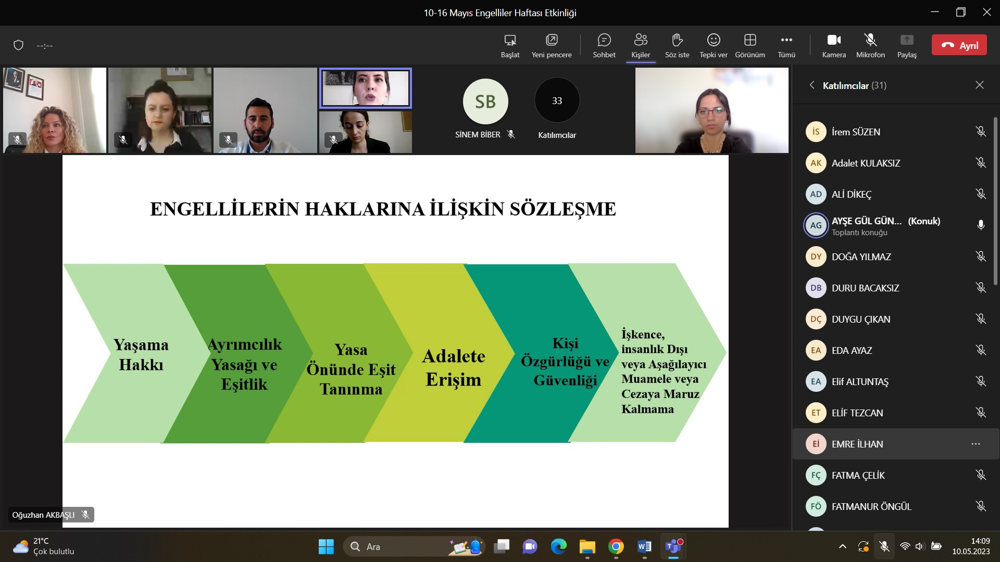 10-16 Mayıs Engelliler Haftası Etkinliği
--:--
Başlat
Yeni pencere
Sohbet
Kişiler
Söz iste
Tepki ver
Görünüm
Tümü
Kamera
Mikrofon
Paylaş
Ayrıl
SB
SİNEM BİBER
33
Katılımcılar
Katılımcılar (31)
İS
İrem SÜZEN
AK
Adalet KULAKSIZ
AD
ALİ DİKEÇ
AG
AYŞE GÜL GÜN... (Konuk)
Toplantı konuğu
DY
DOĞA YILMAZ
DB
DURU BACAKSIZ
DÇ
DUYGU ÇIKAN
EA
EDA AYAZ
EA
Elif ALTUNTAŞ
ET
ELİF TEZCAN
Eİ
EMRE İLHAN
FÇ
FATMA ÇELİK
FÖ
FATMANUR ÖNGÜL
ENGELLİLERİN HAKLARINA İLİŞKİN SÖZLEŞME
Yaşama
Hakkı
Ayrımcılık
Yasağı ve
Eşitlik
Yasa
Önünde Eşit
Tanınma
Adalete
Erişim
Kişi
Özgürlüğü ve
Güvenliği
İşkence,
insanlık Dışı
veya Aşağılayıcı
Muamele veya
Cezaya Maruz
Kalmama
Oğuzhan AKBAŞLI
21°C
Çok bulutlu
Ara
14:09
10.05.2023